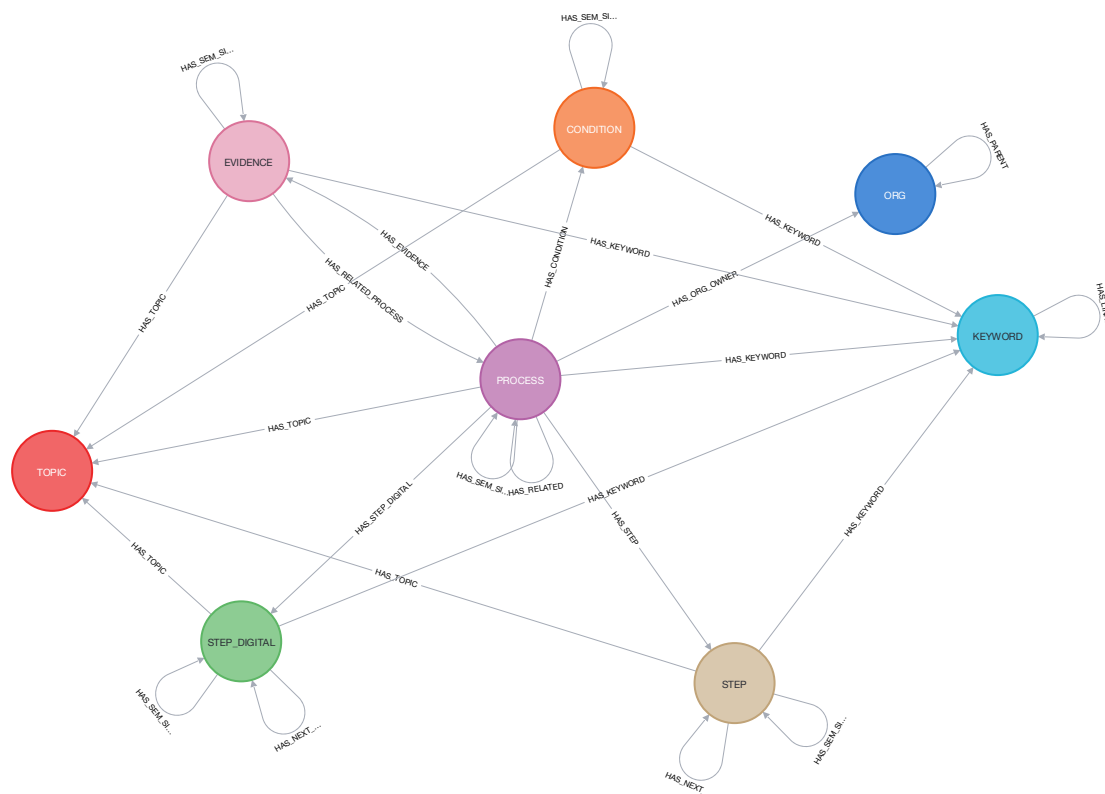 HAS_SEM_SI...
HAS_SEM_SI...
EVIDENCE
CONDITION
HAS_PARENT
ORG
HAS_KEYWORD
HAS_EVIDENCE
HAS_KEYWORD
HAS_CONDITION
HAS_RELATED_PROCESS
HAS_TOPIC
HAS_TOPIC
HAS_ORG_OWNER
KEYWORD
HAS_KEYWORD
PROCESS
HAS_TOPIC
TOPIC
HAS_SEM_SI...
HAS_RELATED
HAS_KEYWORD
HAS_STEP_DIGITAL
HAS_STEP
HAS_KEYWORD
HAS_TOPIC
HAS_TOPIC
STEP_DIGITAL
STEP
HAS_SEM_SI...
HAS_NEXT_...
HAS_SEM_SI...
HAS_NEXT